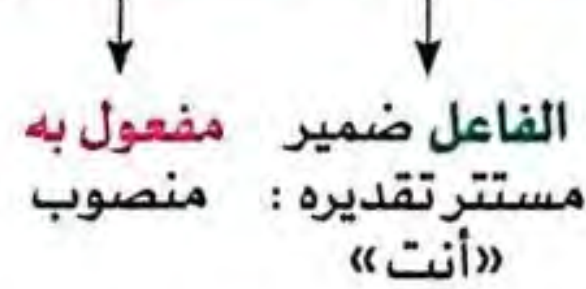 الفاعل ضمير مفعول به
مستتر تقديره : منصوب
«أنت»